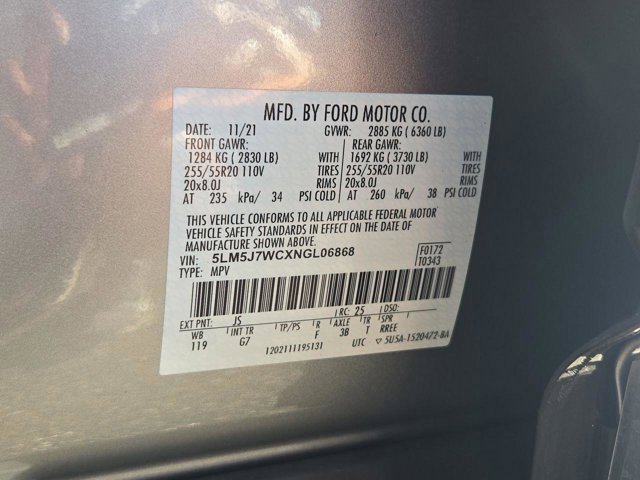 MFD. BY FORD MOTOR CO.
DATE: 11/21 GVWR: 2885 KG ( 6360 LB)
FRONT GAWR: REAR GAWR:
1284 KG ( 2830 LB) WITH 1692 KG ( 3730 LB) WITH
255/55R20 110V TIRES 255/55R20 110V TIRES
20x8.0J RIMS 20x8.0J RIMS
AT 235 kPa/ 34 PSI COLD AT 260 kPa/ 38 PSI COLD
THIS VEHICLE CONFORMS TO ALL APPLICABLE FEDERAL MOTOR
VEHICLE SAFETY STANDARDS IN EFFECT ON THE DATE OF
MANUFACTURE SHOWN ABOVE.
VIN: 5LM5J7WCXNGL06868 F0172
TYPE: MPV T0343
EXT PNT: JS RC: 25 DSO:
WB INT TR TP/PS R AXLE TR SPR
119 G7 F 3B T RREE
1202111195131 UTC ▽ 5U5A-1520472-BA